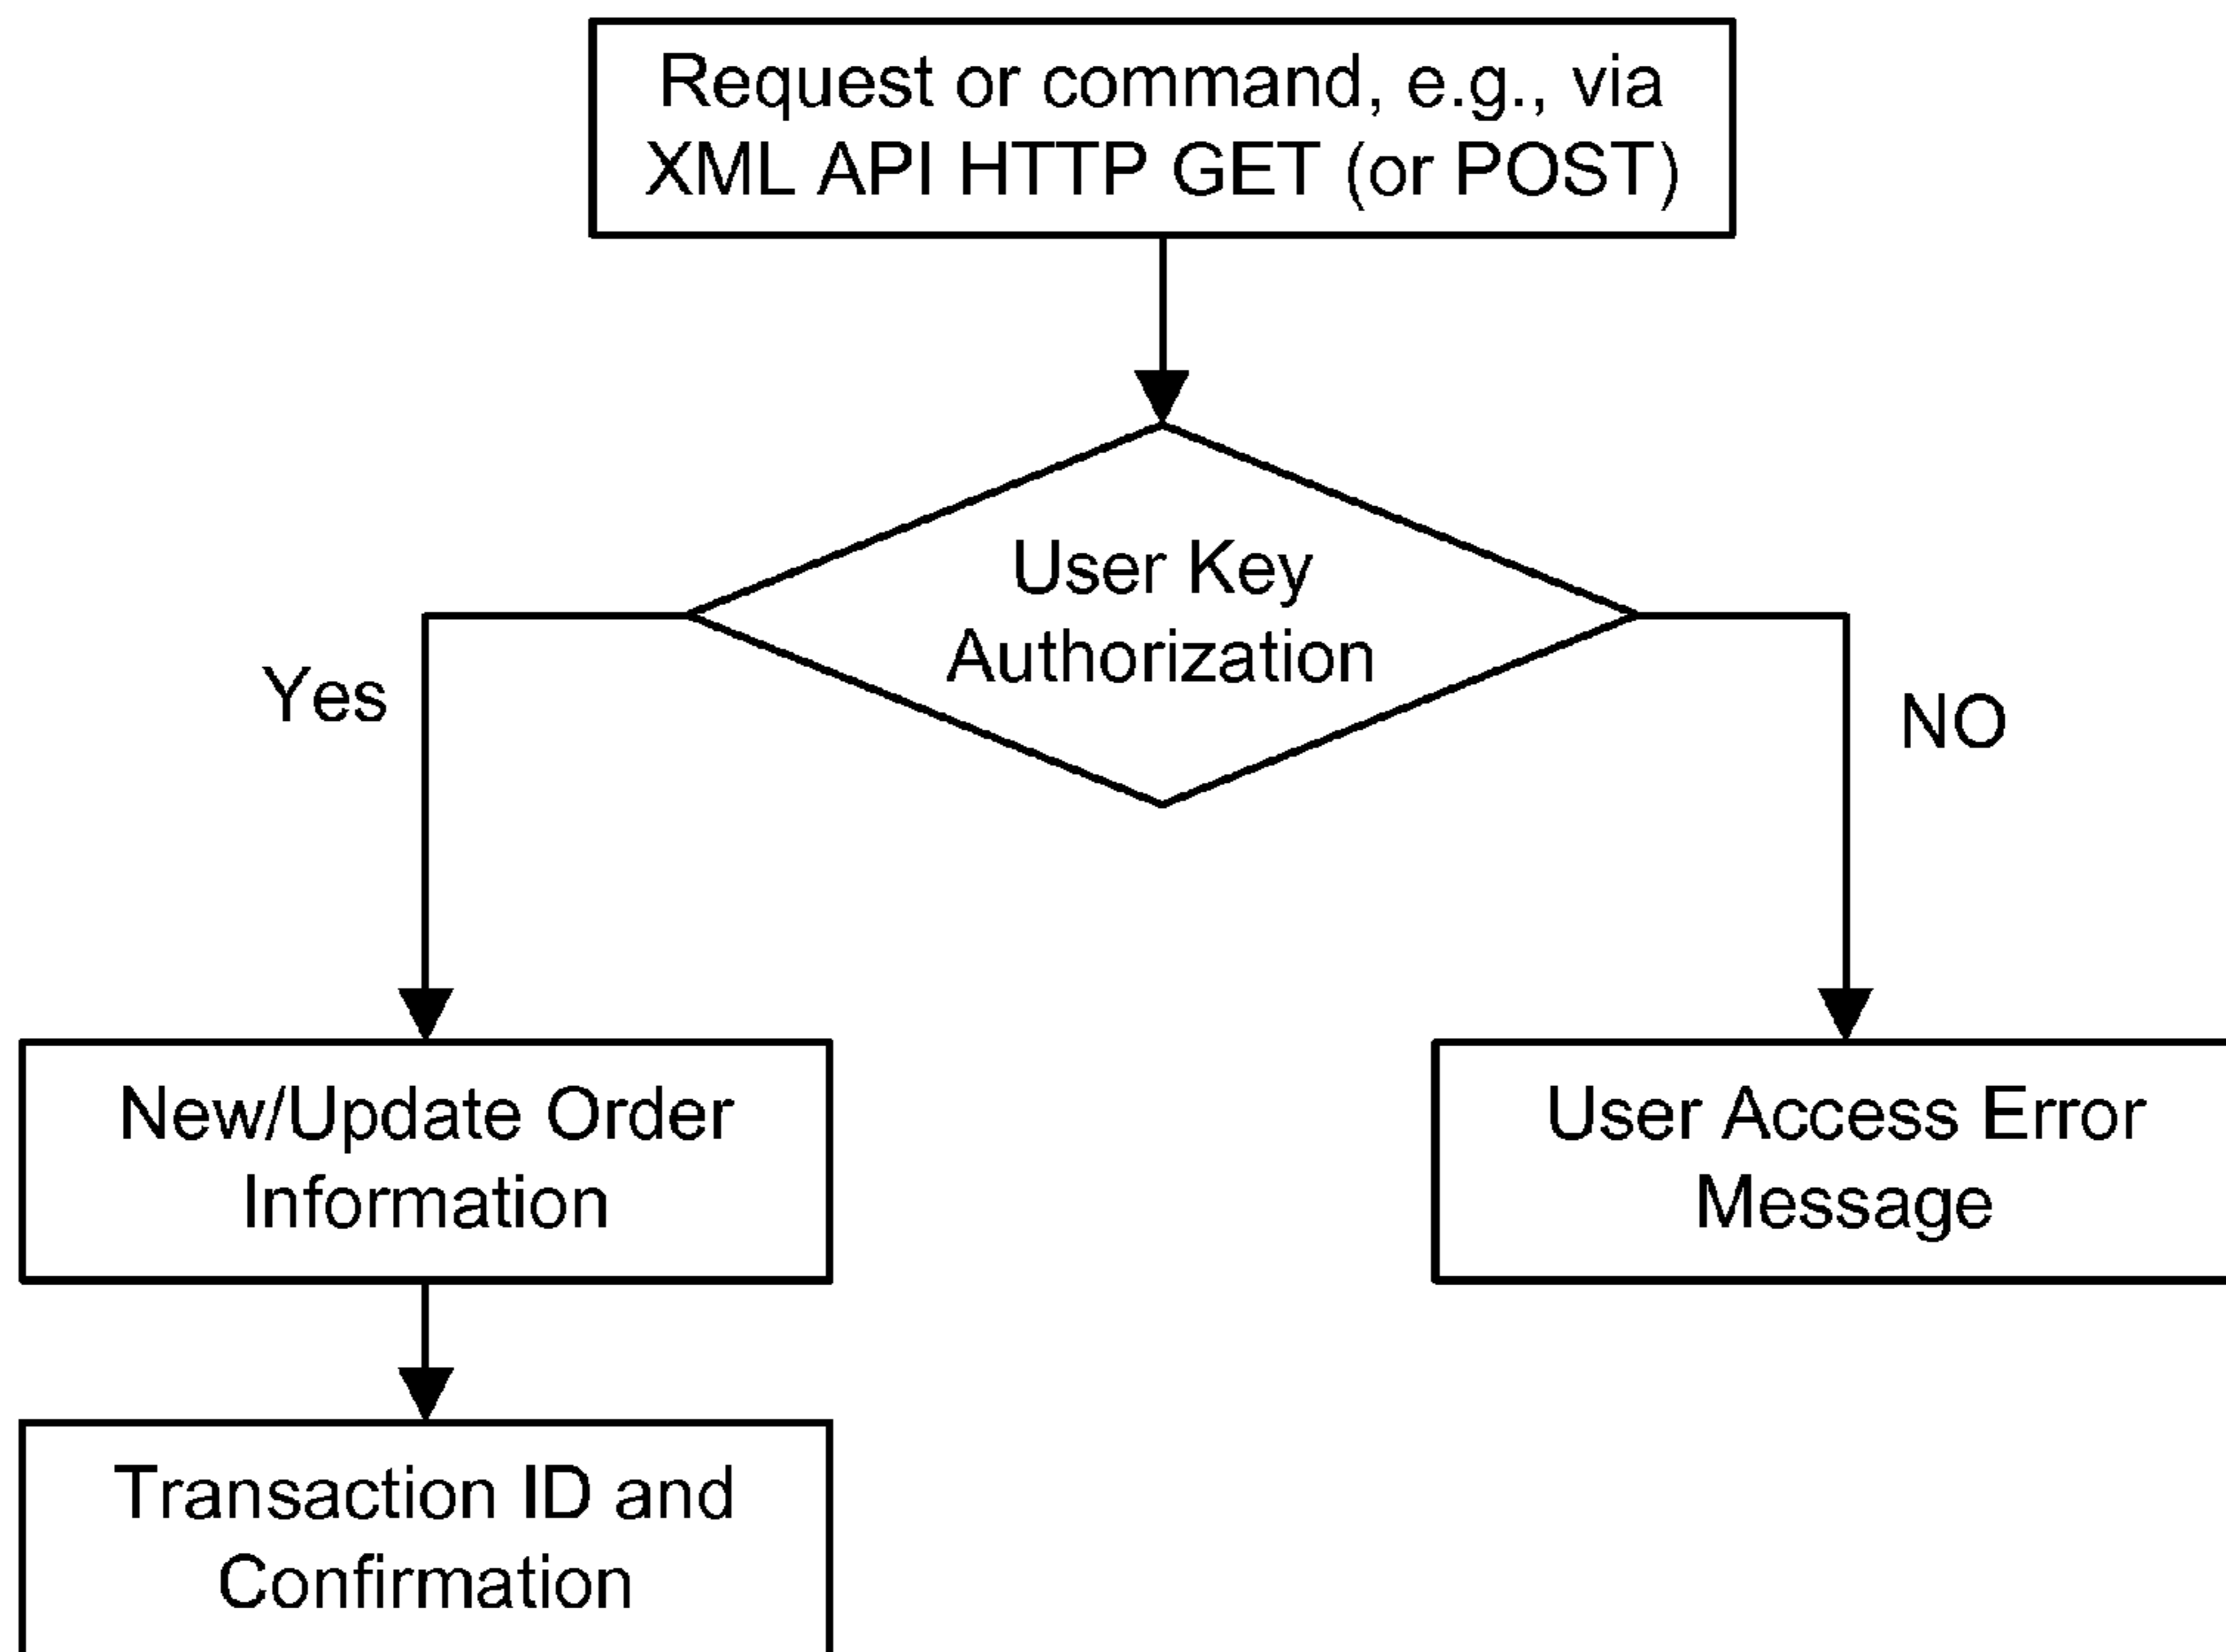 Request or command, e.g., via
XML API HTTP GET (or POST)
User Key
Authorization
Yes
NO
New/Update Order
Information
User Access Error
Message
Transaction ID and
Confirmation